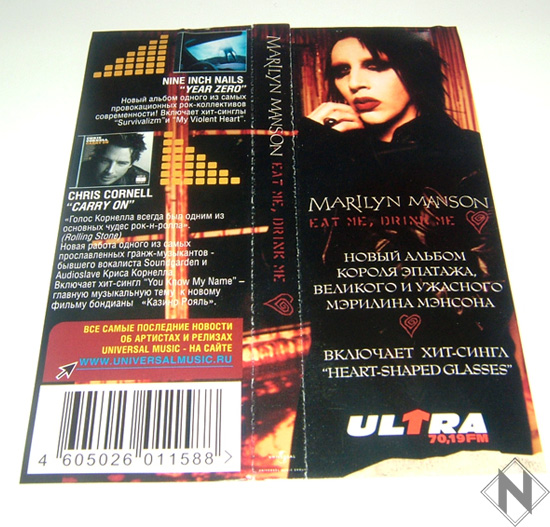 NINE INCH NAILS
"YEAR ZERO"
Новый альбом одного из самых
провокационных рок-коллективов
современности! Включает хит-синглы
"Survivalizm" и "My Violent Heart".
CHRIS CORNELL
"CARRY ON"
«Голос Корнелла всегда был одним из
основных чудес рок-н-ролла».
(Rolling Stone)
Новая работа одного из самых
прославленных гранж-музыкантов -
бывшего вокалиста Soundgarden и
Audioslave Криса Корнелла.
Включает хит-сингл "You Know My Name" –
главную музыкальную тему к новому
фильму бондианы «Казино Рояль».
ВСЕ САМЫЕ ПОСЛЕДНИЕ НОВОСТИ
ОБ АРТИСТАХ И РЕЛИЗАХ
UNIVERSAL MUSIC - НА САЙТЕ
WWW.UNIVERSALMUSIC.RU
4 605026 011588 >
MARILYN MANSON EAT ME, DRINK ME
MARILYN MANSON
EAT ME, DRINK ME
НОВЫЙ АЛЬБОМ
КОРОЛЯ ЭПАТАЖА,
ВЕЛИКОГО И УЖАСНОГО
МЭРИЛИНА МЭНСОНА
ВКЛЮЧАЕТ ХИТ-СИНГЛ
"HEART-SHAPED GLASSES"
ULTRA
70,19FM
N